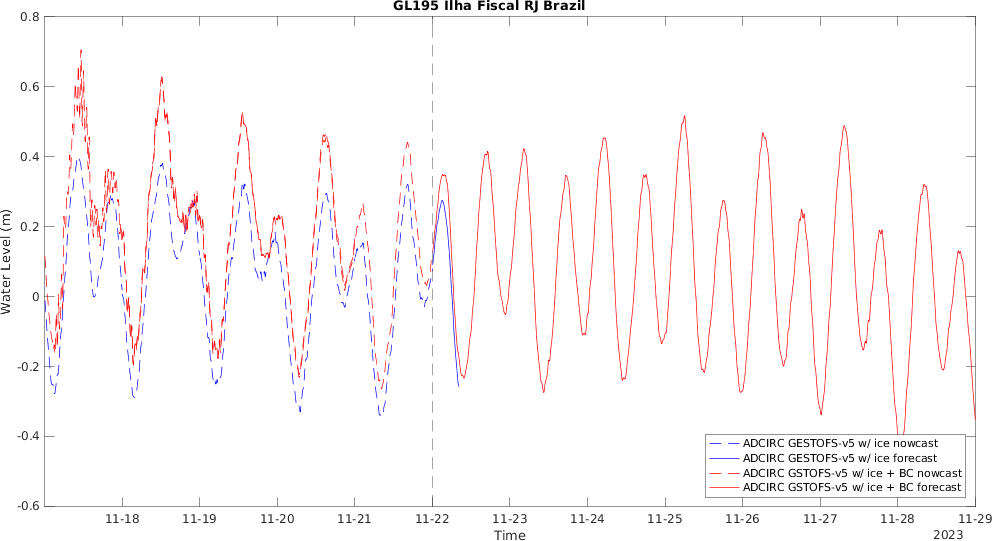 GL195 Ilha Fiscal RJ Brazil
0.8
0.6
0.4
0.2
0
-0.2
-0.4
-0.6
Water Level (m)
ADCIRC GESTOFS-v5 w/ ice nowcast
ADCIRC GESTOFS-v5 w/ ice forecast
ADCIRC GSTOFS-v5 w/ ice + BC nowcast
ADCIRC GSTOFS-v5 w/ ice + BC forecast
11-18 11-19 11-20 11-21 11-22 11-23 11-24 11-25 11-26 11-27 11-28 11-29
Time
2023